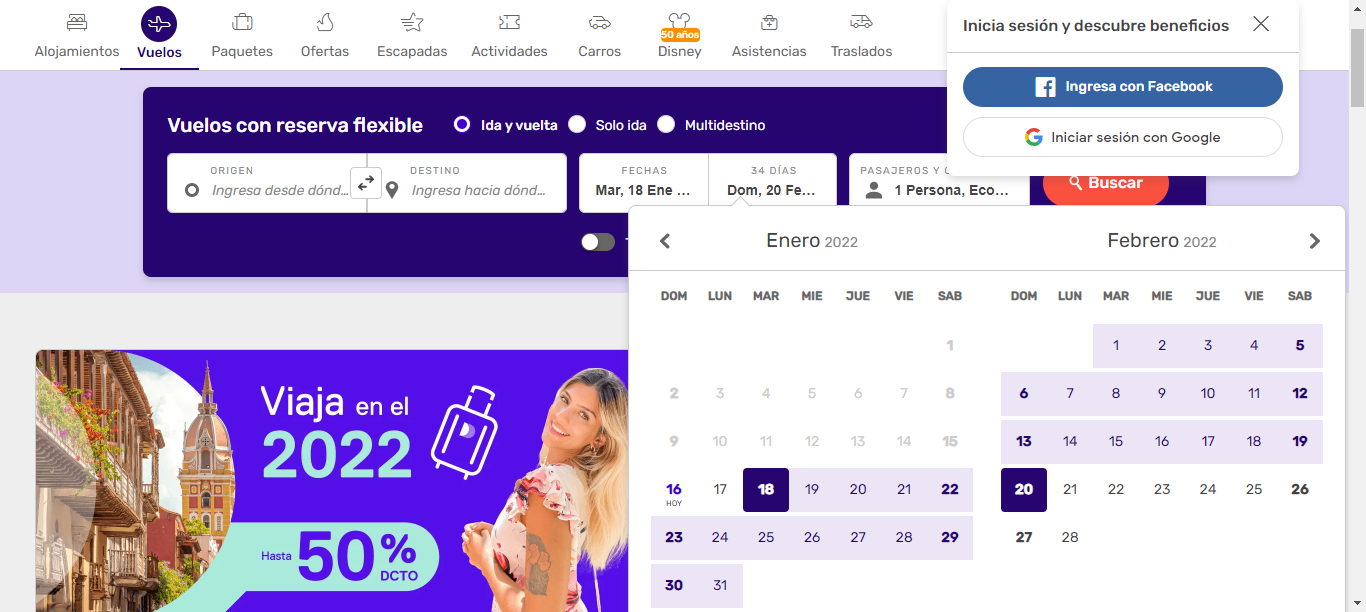 Alojamientos
Vuelos
Paquetes
Ofertas
Escapadas
Actividades
Carros
50 años
Disney
Asistencias
Traslados
Inicia sesión y descubre beneficios
Ingresa con Facebook
Iniciar sesión con Google
Vuelos con reserva flexible
Ida y vuelta
Solo ida
Multidestino
ORIGEN
Ingresa desde dónd...
DESTINO
Ingresa hacia dónd...
FECHAS
Mar, 18 Ene ...
34 DÍAS
Dom, 20 Fe...
PASAJEROS Y
1 Persona, Eco...
Buscar
Enero 2022
DOM LUN MAR MIE JUE VIE SAB
1
2 3 4 5 6 7 8
9 10 11 12 13 14 15
16 17 18 19 20 21 22
HOY
23 24 25 26 27 28 29
30 31
Febrero 2022
DOM LUN MAR MIE JUE VIE SAB
1 2 3 4 5
6 7 8 9 10 11 12
13 14 15 16 17 18 19
20 21 22 23 24 25 26
27 28
Viaja en el
2022
Hasta 50%
DCTO